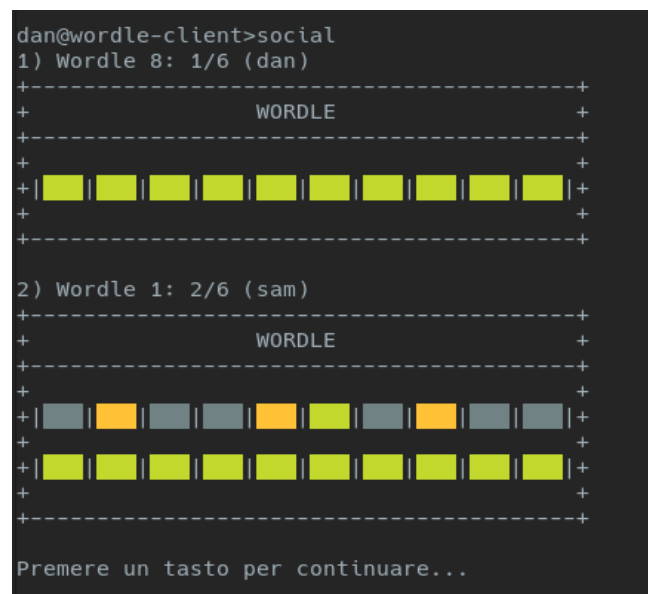 dan@wordle-client>social
1) Wordle 8: 1/6 (dan)
+-----------------------------------------+
+ WORDLE +
+-----------------------------------------+
+ +
+| | | | | | | | | | |+
+ +
+-----------------------------------------+
2) Wordle 1: 2/6 (sam)
+-----------------------------------------+
+ WORDLE +
+-----------------------------------------+
+ +
+| | | | | | | | | | |+
+ +
+| | | | | | | | | | |+
+ +
+-----------------------------------------+
Premere un tasto per continuare...